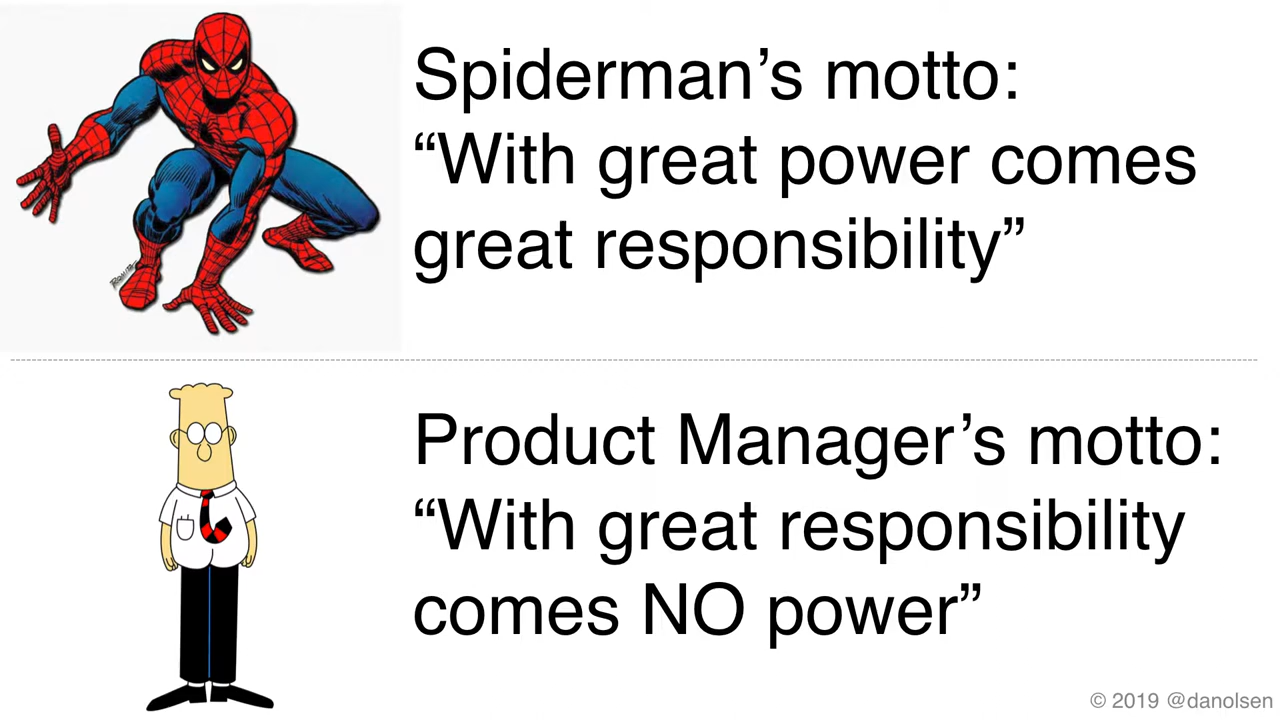 Spiderman’s motto:
“With great power comes
great responsibility”
Product Manager’s motto:
“With great responsibility
comes NO power”
© 2019 @danolsen